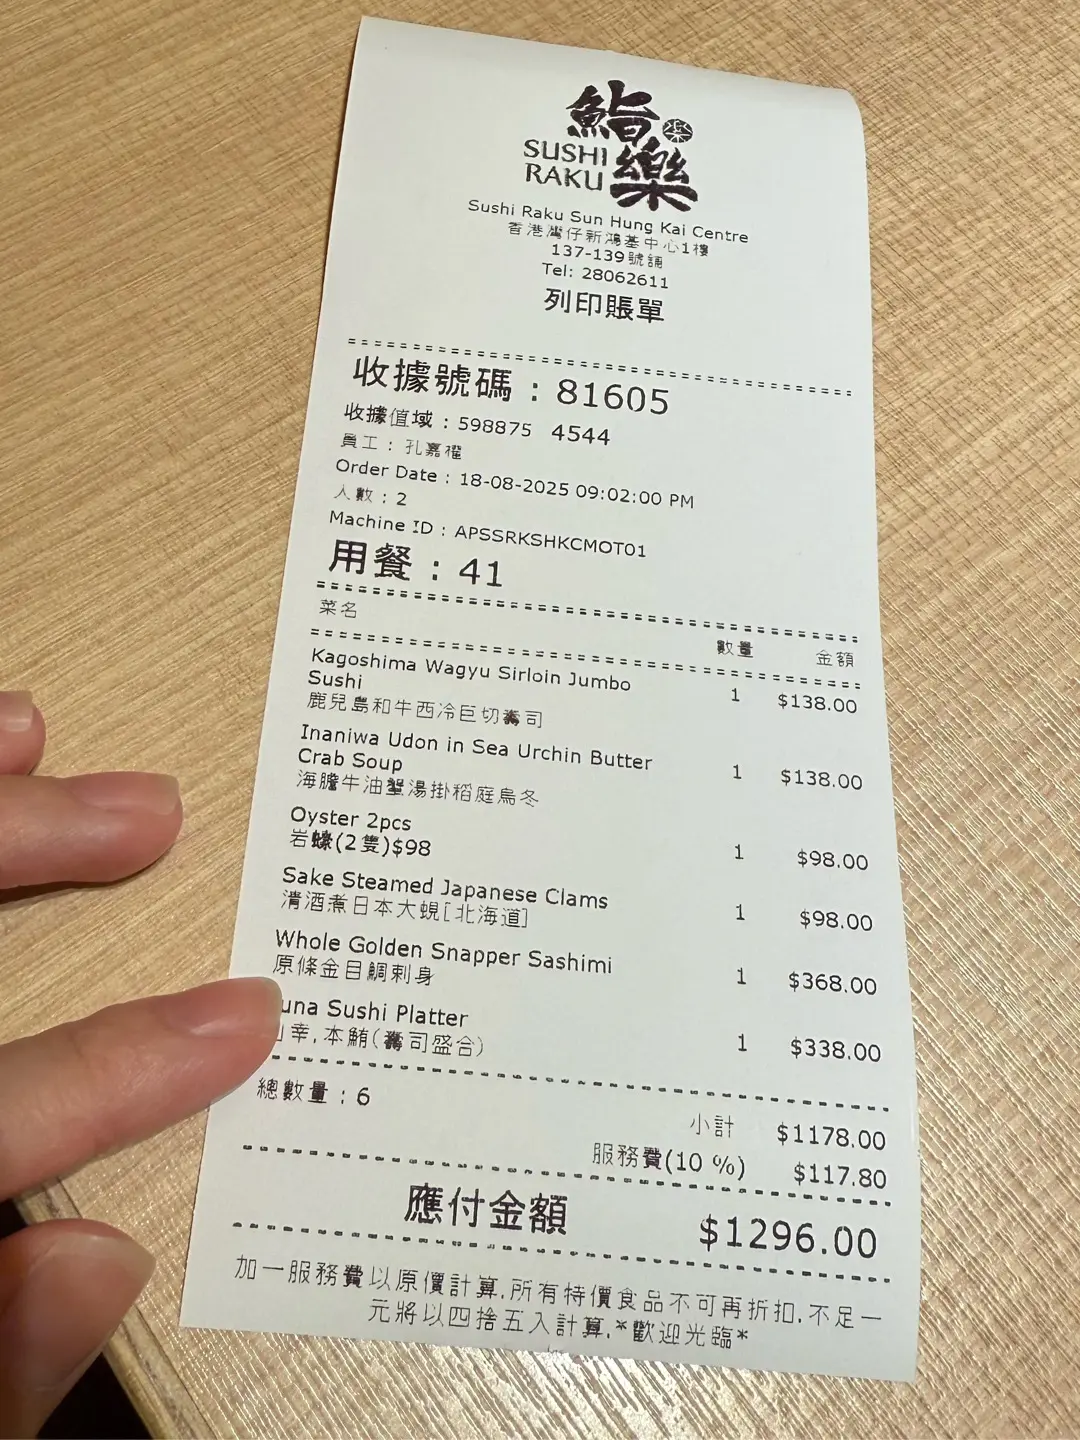 鮨樂
樂
SUSHI
RAKU
Sushi Raku Sun Hung Kai Centre
香港灣仔新鴻基中心1樓
137-139號舖
Tel: 28062611
列印賬單
收據號碼 : 81605
收據值域 : 598875 4544
員工 : 孔嘉權
Order Date : 18-08-2025 09:02:00 PM
人數 : 2
Machine ID : APSSRKSHKCMOT01
用餐 : 41
菜名 數量 金額
Kagoshima Wagyu Sirloin Jumbo
Sushi 1 $138.00
鹿兒島和牛西冷巨切壽司
Inaniwa Udon in Sea Urchin Butter
Crab Soup 1 $138.00
海膽牛油蟹湯掛稻庭烏冬
Oyster 2pcs
岩蠔(2隻)$98 1 $98.00
Sake Steamed Japanese Clams 1 $98.00
清酒煮日本大蜆[北海道]
Whole Golden Snapper Sashimi 1 $368.00
原條金目鯛刺身
una Sushi Platter 1 $338.00
幸,本鮪(壽司盛合)
總數量 : 6
小計 $1178.00
服務費(10 %) $117.80
應付金額 $1296.00
加一服務費以原價計算,所有特價食品不可再折扣,不足一
元將以四捨五入計算,*歡迎光臨*